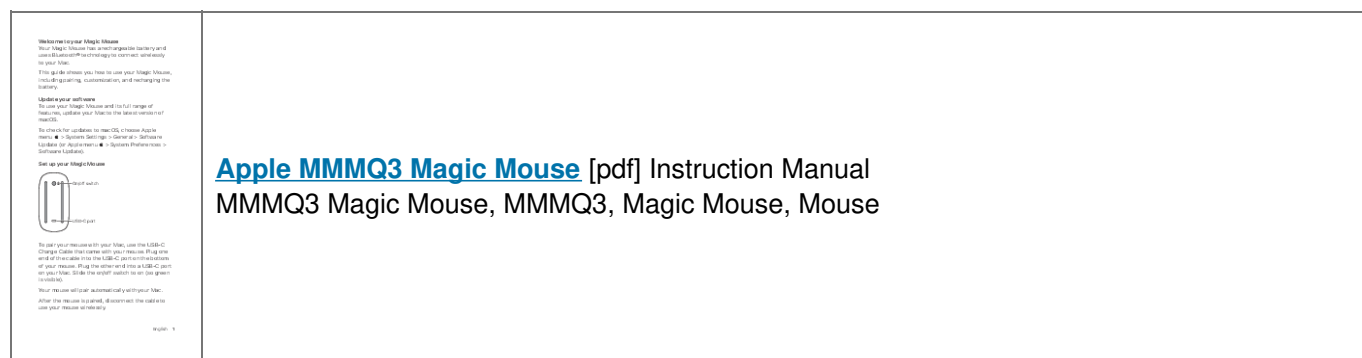 Welcome to your Magic Mouse
Your Magic Mouse has a rechargeable battery and
uses Bluetooth® technology to connect wirelessly
to your Mac.
This guide shows you how to use your Magic Mouse,
including pairing, customization, and recharging the
battery.
Update your software
To use your Magic Mouse and its full range of
features, update your Mac to the latest version of
macOS.
To check for updates to macOS, choose Apple
menu  > System Settings > General > Software
Update (or Apple menu  > System Preferences >
Software Update).
Set up your Magic Mouse
On/off switch
USB-C port
To pair your mouse with your Mac, use the USB-C
Charge Cable that came with your mouse. Plug one
end of the cable into the USB-C port on the bottom
of your mouse. Plug the other end into a USB-C port
on your Mac. Slide the on/off switch to on (so green
is visible).
Your mouse will pair automatically with your Mac.
After the mouse is paired, disconnect the cable to
use your mouse wirelessly.
English 1
Apple MMMQ3 Magic Mouse [pdf] Instruction Manual
MMMQ3 Magic Mouse, MMMQ3, Magic Mouse, Mouse